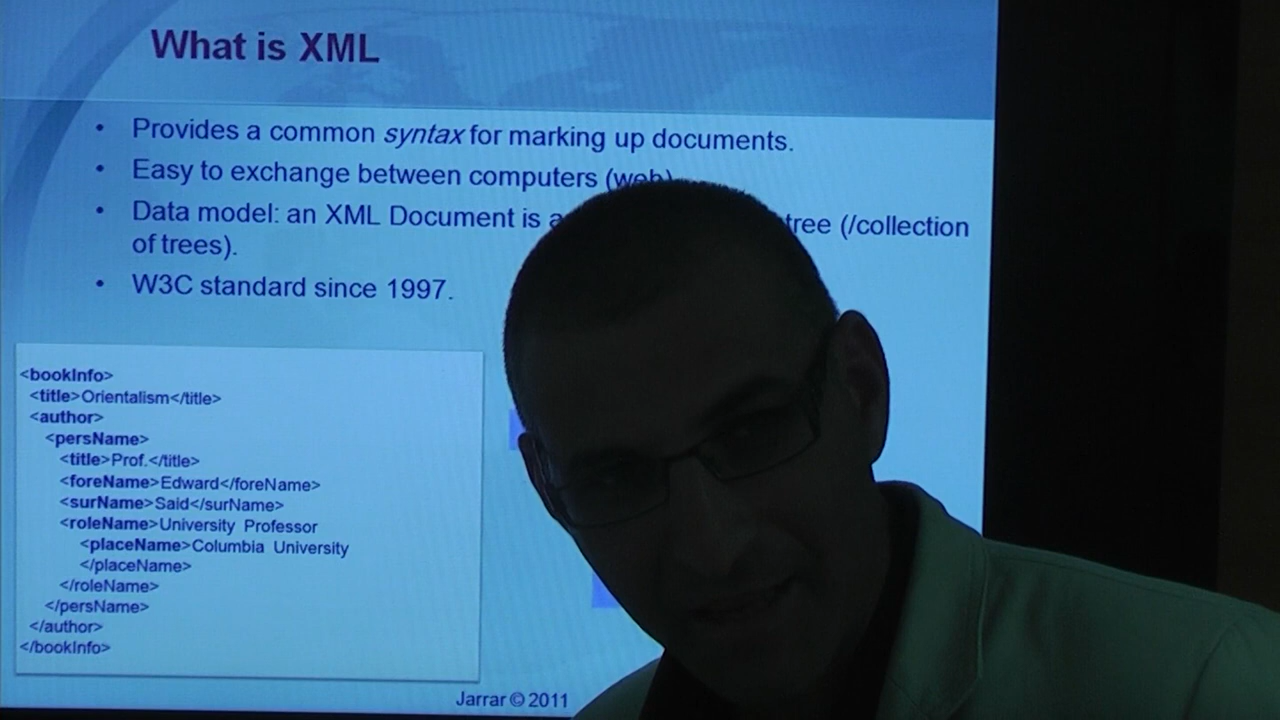 What is XML
• Provides a common syntax for marking up documents.
• Easy to exchange between computers (web)
• Data model: an XML Document is a tree (/collection
of trees).
• W3C standard since 1997.
<bookInfo>
<title>Orientalism</title>
<author>
<persName>
<title>Prof.</title>
<foreName>Edward</foreName>
<surName>Said</surName>
<roleName>University Professor
<placeName>Columbia University
</placeName>
</roleName>
</persName>
</author>
</bookInfo>
Jarrar © 2011